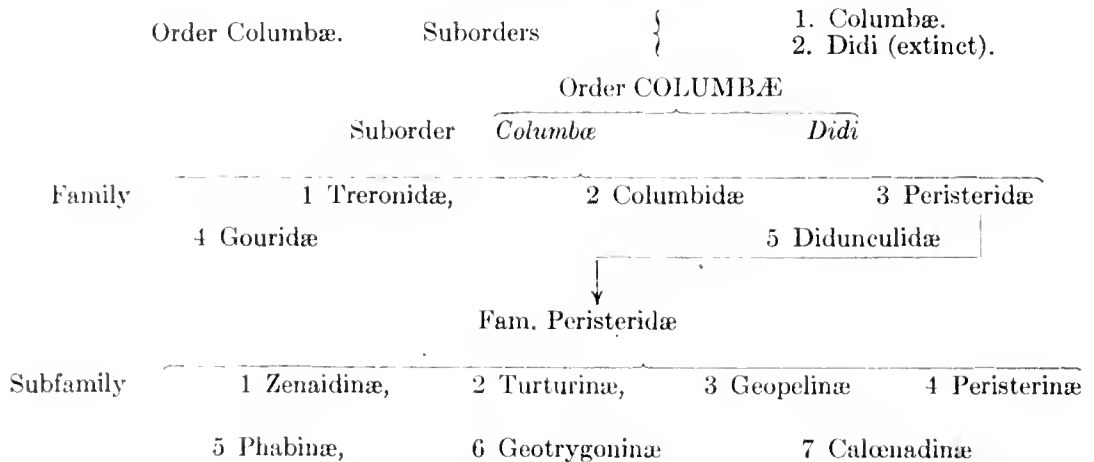 Order Columbæ. Suborders { 1. Columbæ.
2. Didi (extinct).
Order COLUMBÆ
Suborder Columbæ Didi
Family 1 Treronidæ, 2 Columbidæ 3 Peristeridæ
4 Gouridæ 5 Didunculidæ
Fam. Peristeridæ
Subfamily 1 Zenaidinæ, 2 Turturinæ, 3 Geopelinæ 4 Peristerinæ
5 Phabinæ, 6 Geotrygoninæ 7 Calœnadinæ